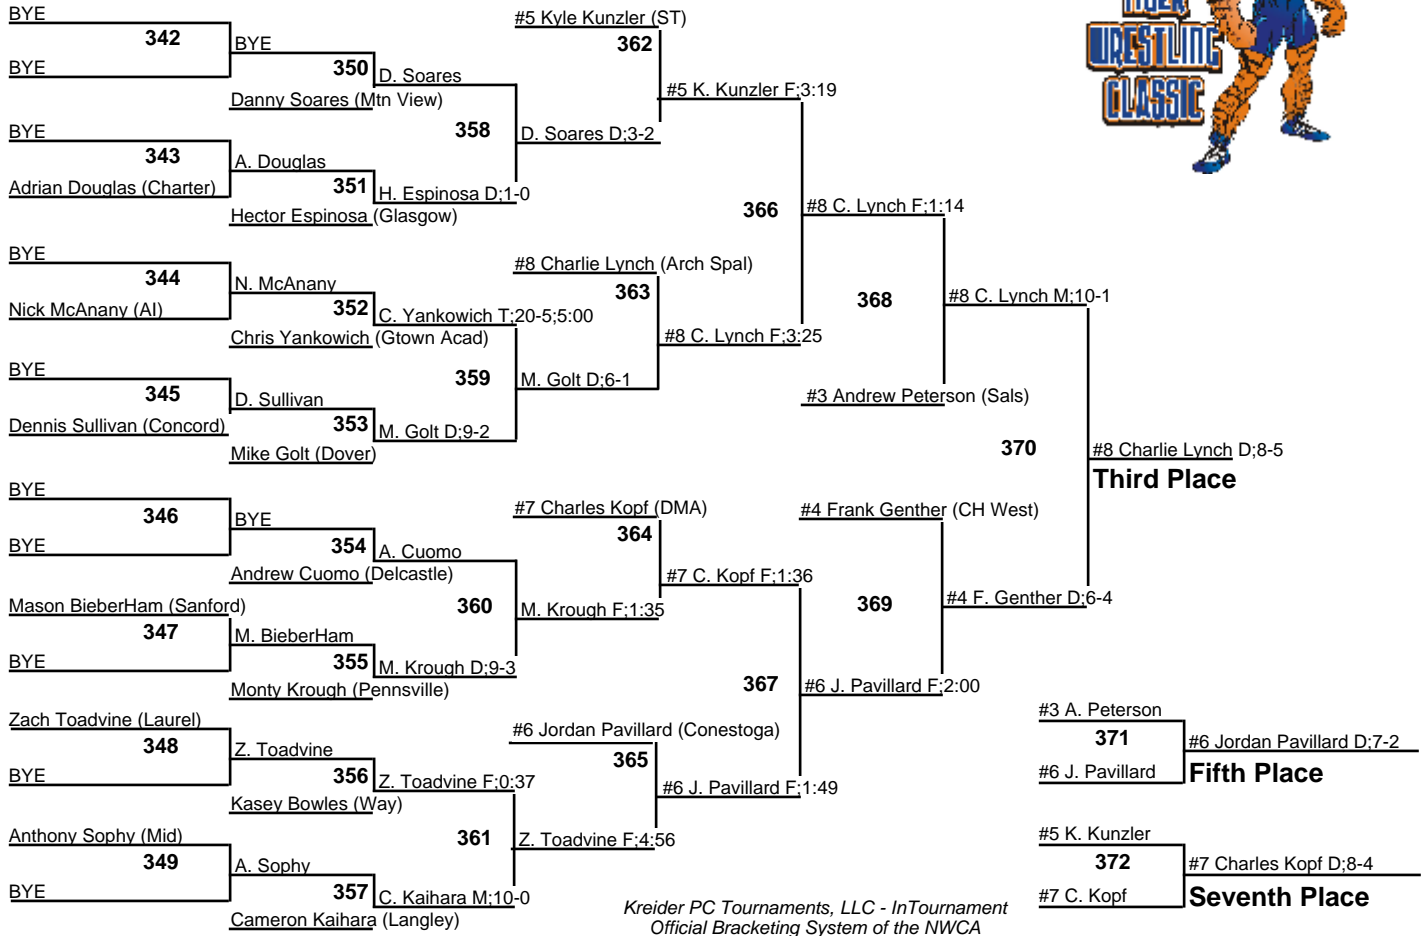 BYE
342
BYE
BYE
350
D. Soares
Danny Soares (Mtn View)
358
D. Soares D;3-2
BYE
343
Adrian Douglas (Charter)
A. Douglas
351
H. Espinosa D;1-0
Hector Espinosa (Glasgow)
#5 Kyle Kunzler (ST)
362
#5 K. Kunzler F;3:19
366
#8 C. Lynch F;1:14
BYE
344
Nick McAnany (AI)
N. McAnany
352
C. Yankowich T;20-5;5:00
Chris Yankowich (Gtown Acad)
359
M. Golt D;6-1
BYE
345
Dennis Sullivan (Concord)
D. Sullivan
353
M. Golt D;9-2
Mike Golt (Dover)
#8 Charlie Lynch (Arch Spal)
363
#8 C. Lynch F;3:25
368
#8 C. Lynch M;10-1
#3 Andrew Peterson (Sals)
370
#8 Charlie Lynch D;8-5
Third Place
BYE
346
BYE
BYE
354
A. Cuomo
Andrew Cuomo (Delcastle)
360
M. Krough F;1:35
Mason BieberHam (Sanford)
347
BYE
M. BieberHam
355
M. Krough D;9-3
Monty Krough (Pennsville)
#7 Charles Kopf (DMA)
364
#7 C. Kopf F;1:36
367
#6 J. Pavillard F;2:00
#4 Frank Genther (CH West)
369
#4 F. Genther D;6-4
Zach Toadvine (Laurel)
348
BYE
Z. Toadvine
356
Z. Toadvine F;0:37
Kasey Bowles (Way)
361
Z. Toadvine F;4:56
Anthony Sophy (Mid)
349
BYE
A. Sophy
357
C. Kaihara M;10-0
Cameron Kaihara (Langley)
#6 Jordan Pavillard (Conestoga)
365
#6 J. Pavillard F;1:49
#3 A. Peterson
371
#6 J. Pavillard
#6 Jordan Pavillard D;7-2
Fifth Place
#5 K. Kunzler
372
#7 C. Kopf
#7 Charles Kopf D;8-4
Seventh Place
Kreider PC Tournaments, LLC - InTournament
Official Bracketing System of the NWCA
TIGER
WRESTLING
CLASSIC